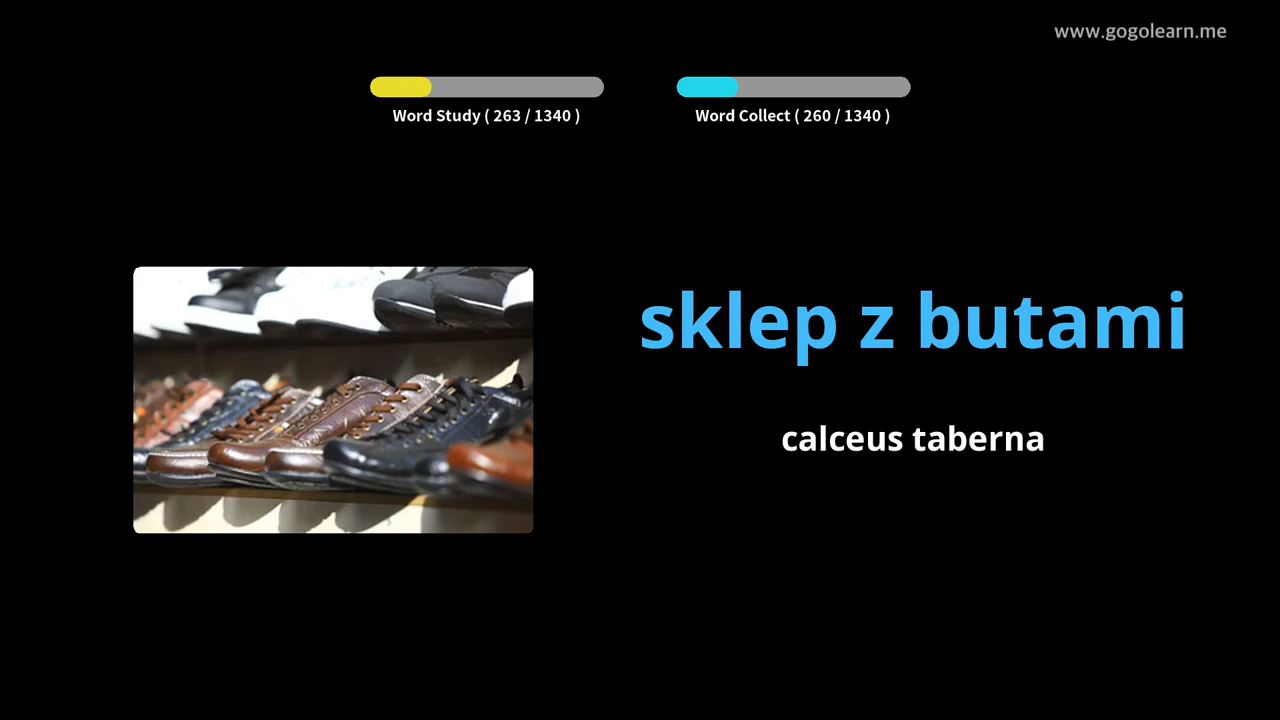 www.gogolearn.me
Word Study ( 263 / 1340 )
Word Collect ( 260 / 1340 )
sklep z butami
calceus taberna